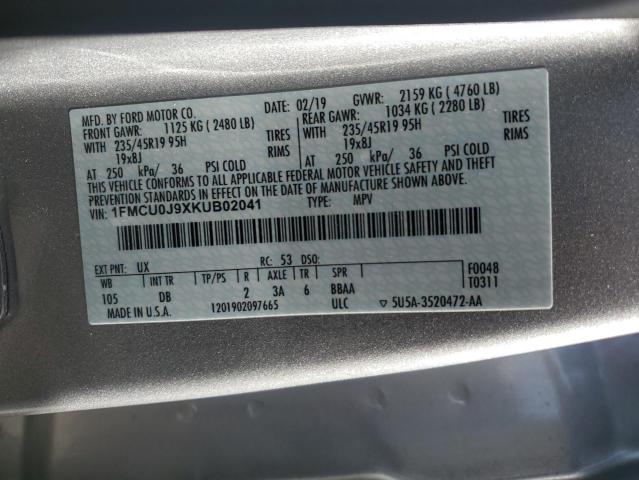 MFD. BY FORD MOTOR CO.
DATE: 02/19 GVWR: 2159 KG ( 4760 LB)
FRONT GAWR: 1125 KG ( 2480 LB) REAR GAWR: 1034 KG ( 2280 LB)
WITH 235/45R19 95H TIRES WITH 235/45R19 95H TIRES
19x8J RIMS 19x8J RIMS
AT 250 kPa/ 36 PSI COLD AT 250 kPa/ 36 PSI COLD
THIS VEHICLE CONFORMS TO ALL APPLICABLE FEDERAL MOTOR VEHICLE SAFETY AND THEFT
PREVENTION STANDARDS IN EFFECT ON THE DATE OF MANUFACTURE SHOWN ABOVE.
VIN: 1FMCU0J9XKUB02041 TYPE: MPV
EXT PNT: UX RC: 53 DSO: F0048
WB INT TR TP/PS R AXLE TR SPR T0311
105 DB 2 3A 6 BBAA
MADE IN U.S.A. 1201902097665 ULC ▽ 5U5A-3520472-AA